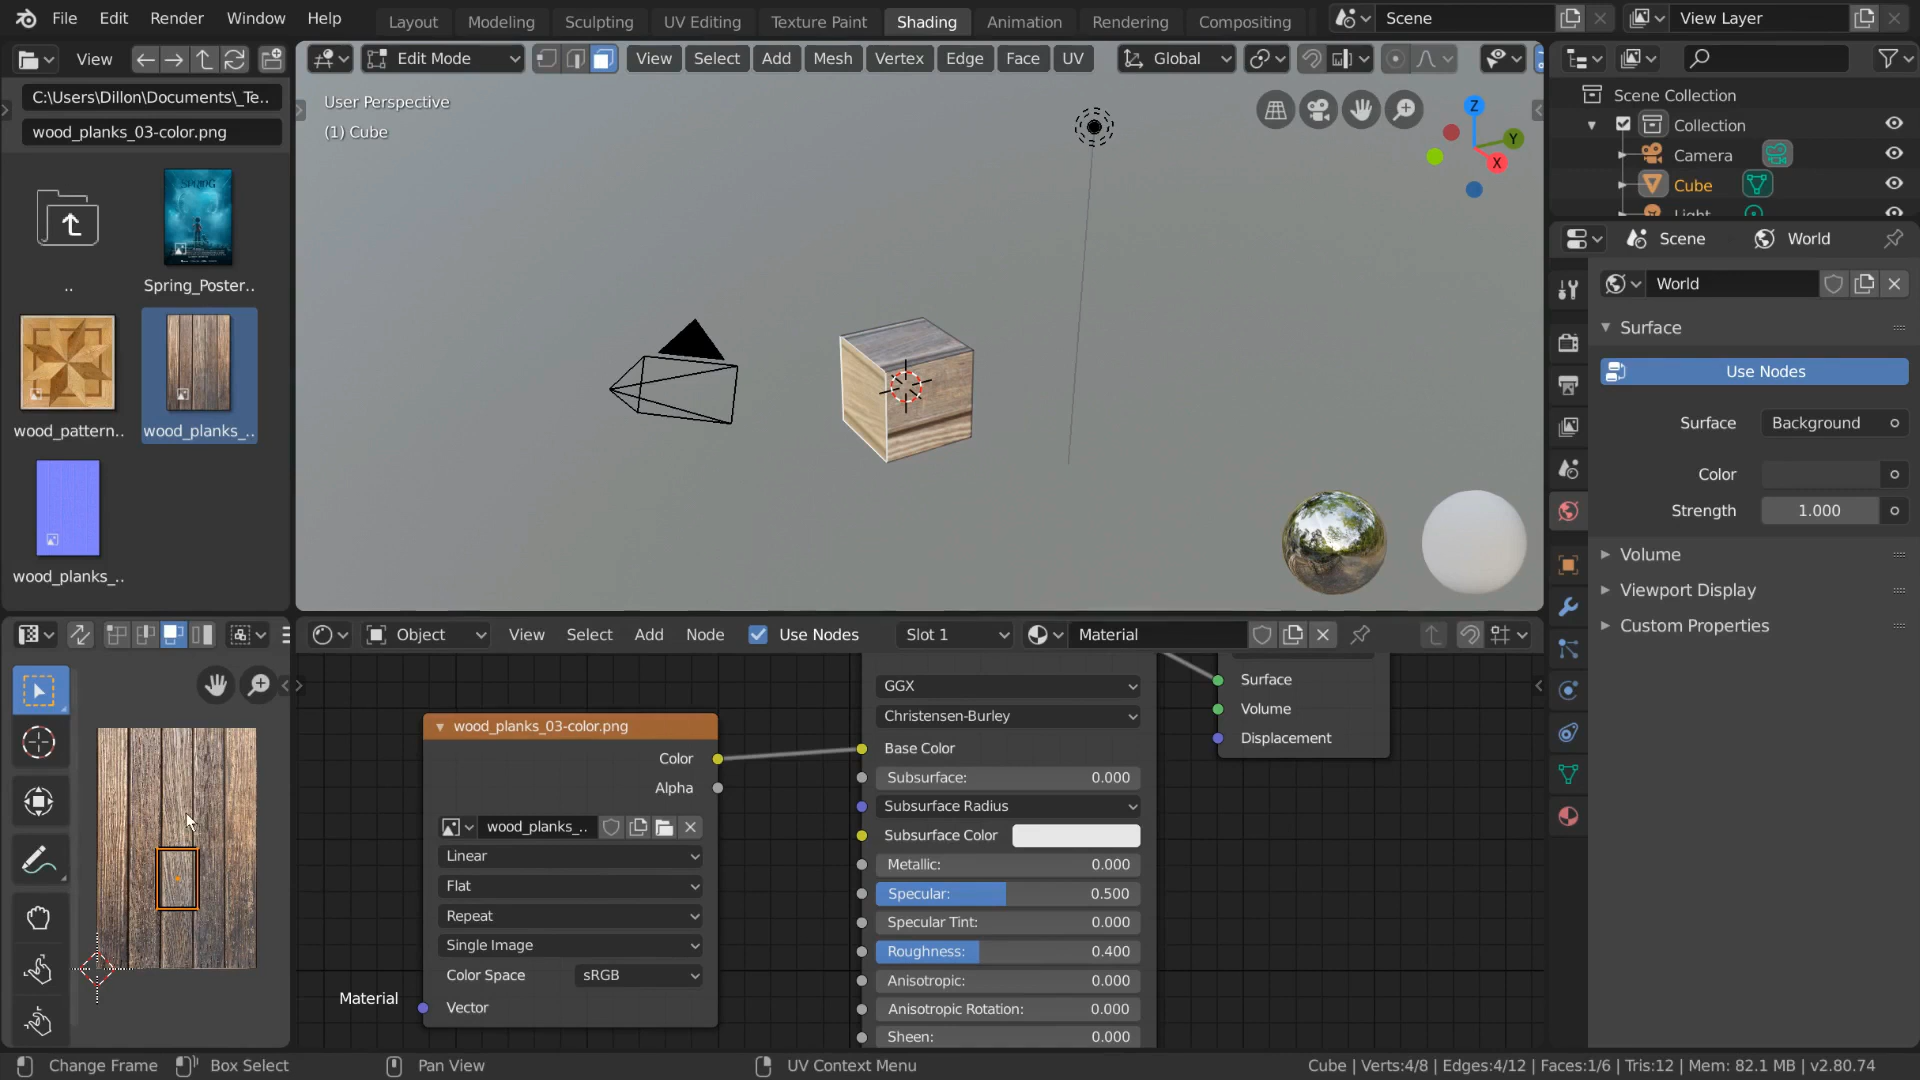 File Edit Render Window Help
Layout Modeling Sculpting UV Editing Texture Paint Shading Animation Rendering Compositing
Scene
View Layer
View
C:\Users\Dillon\Documents\_Te..
wood_planks_03-color.png
..
Spring_Poster..
wood_pattern..
wood_planks_..
wood_planks_..
Edit Mode
View Select Add Mesh Vertex Edge Face UV
Global
User Perspective
(1) Cube
Z
Y
X
Scene Collection
Collection
Camera
Cube
Light
Scene World
World
Surface
Use Nodes
Surface Background
Color
Strength 1.000
Volume
Viewport Display
Custom Properties
Object View Select Add Node Use Nodes Slot 1 Material
wood_planks_03-color.png
Color
Alpha
wood_planks_..
Linear
Flat
Repeat
Single Image
Color Space sRGB
Vector
Material
GGX
Christensen-Burley
Base Color
Subsurface: 0.000
Subsurface Radius
Subsurface Color
Metallic: 0.000
Specular: 0.500
Specular Tint: 0.000
Roughness: 0.400
Anisotropic: 0.000
Anisotropic Rotation: 0.000
Sheen: 0.000
Surface
Volume
Displacement
Change Frame Box Select Pan View UV Context Menu
Cube | Verts:4/8 | Edges:4/12 | Faces:1/6 | Tris:12 | Mem: 82.1 MB | v2.80.74